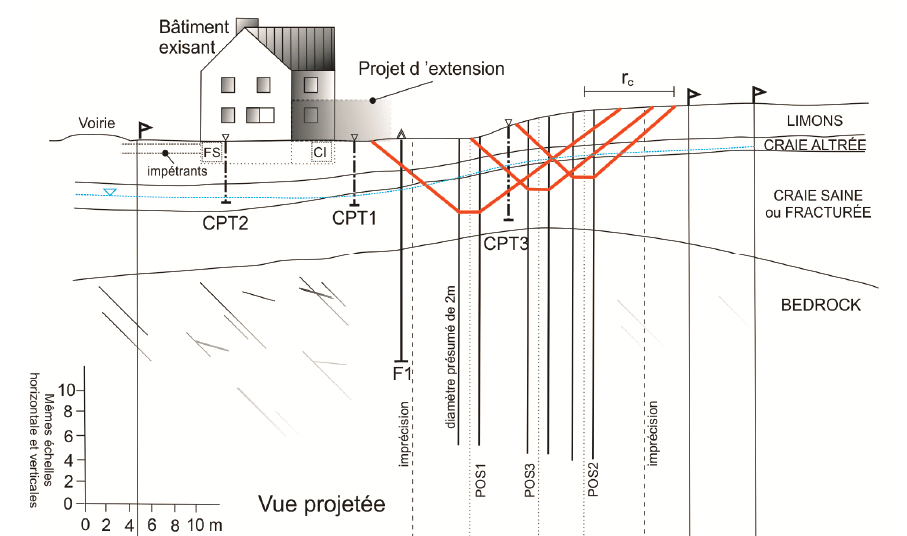 Bâtiment
exisant
Projet d 'extension
r_c
Voirie
LIMONS
CRAIE ALTRÉE
FS
CI
impétrants
CRAIE SAINE
ou FRACTURÉE
CPT2
CPT1
CPT3
BEDROCK
diamètre présumé de 2m
F1
imprécision
POS1
POS3
POS2
imprécision
Mêmes échelles
horizontale et verticales
10
8
6
4
2
0
0 2 4 6 8 10 m
Vue projetée